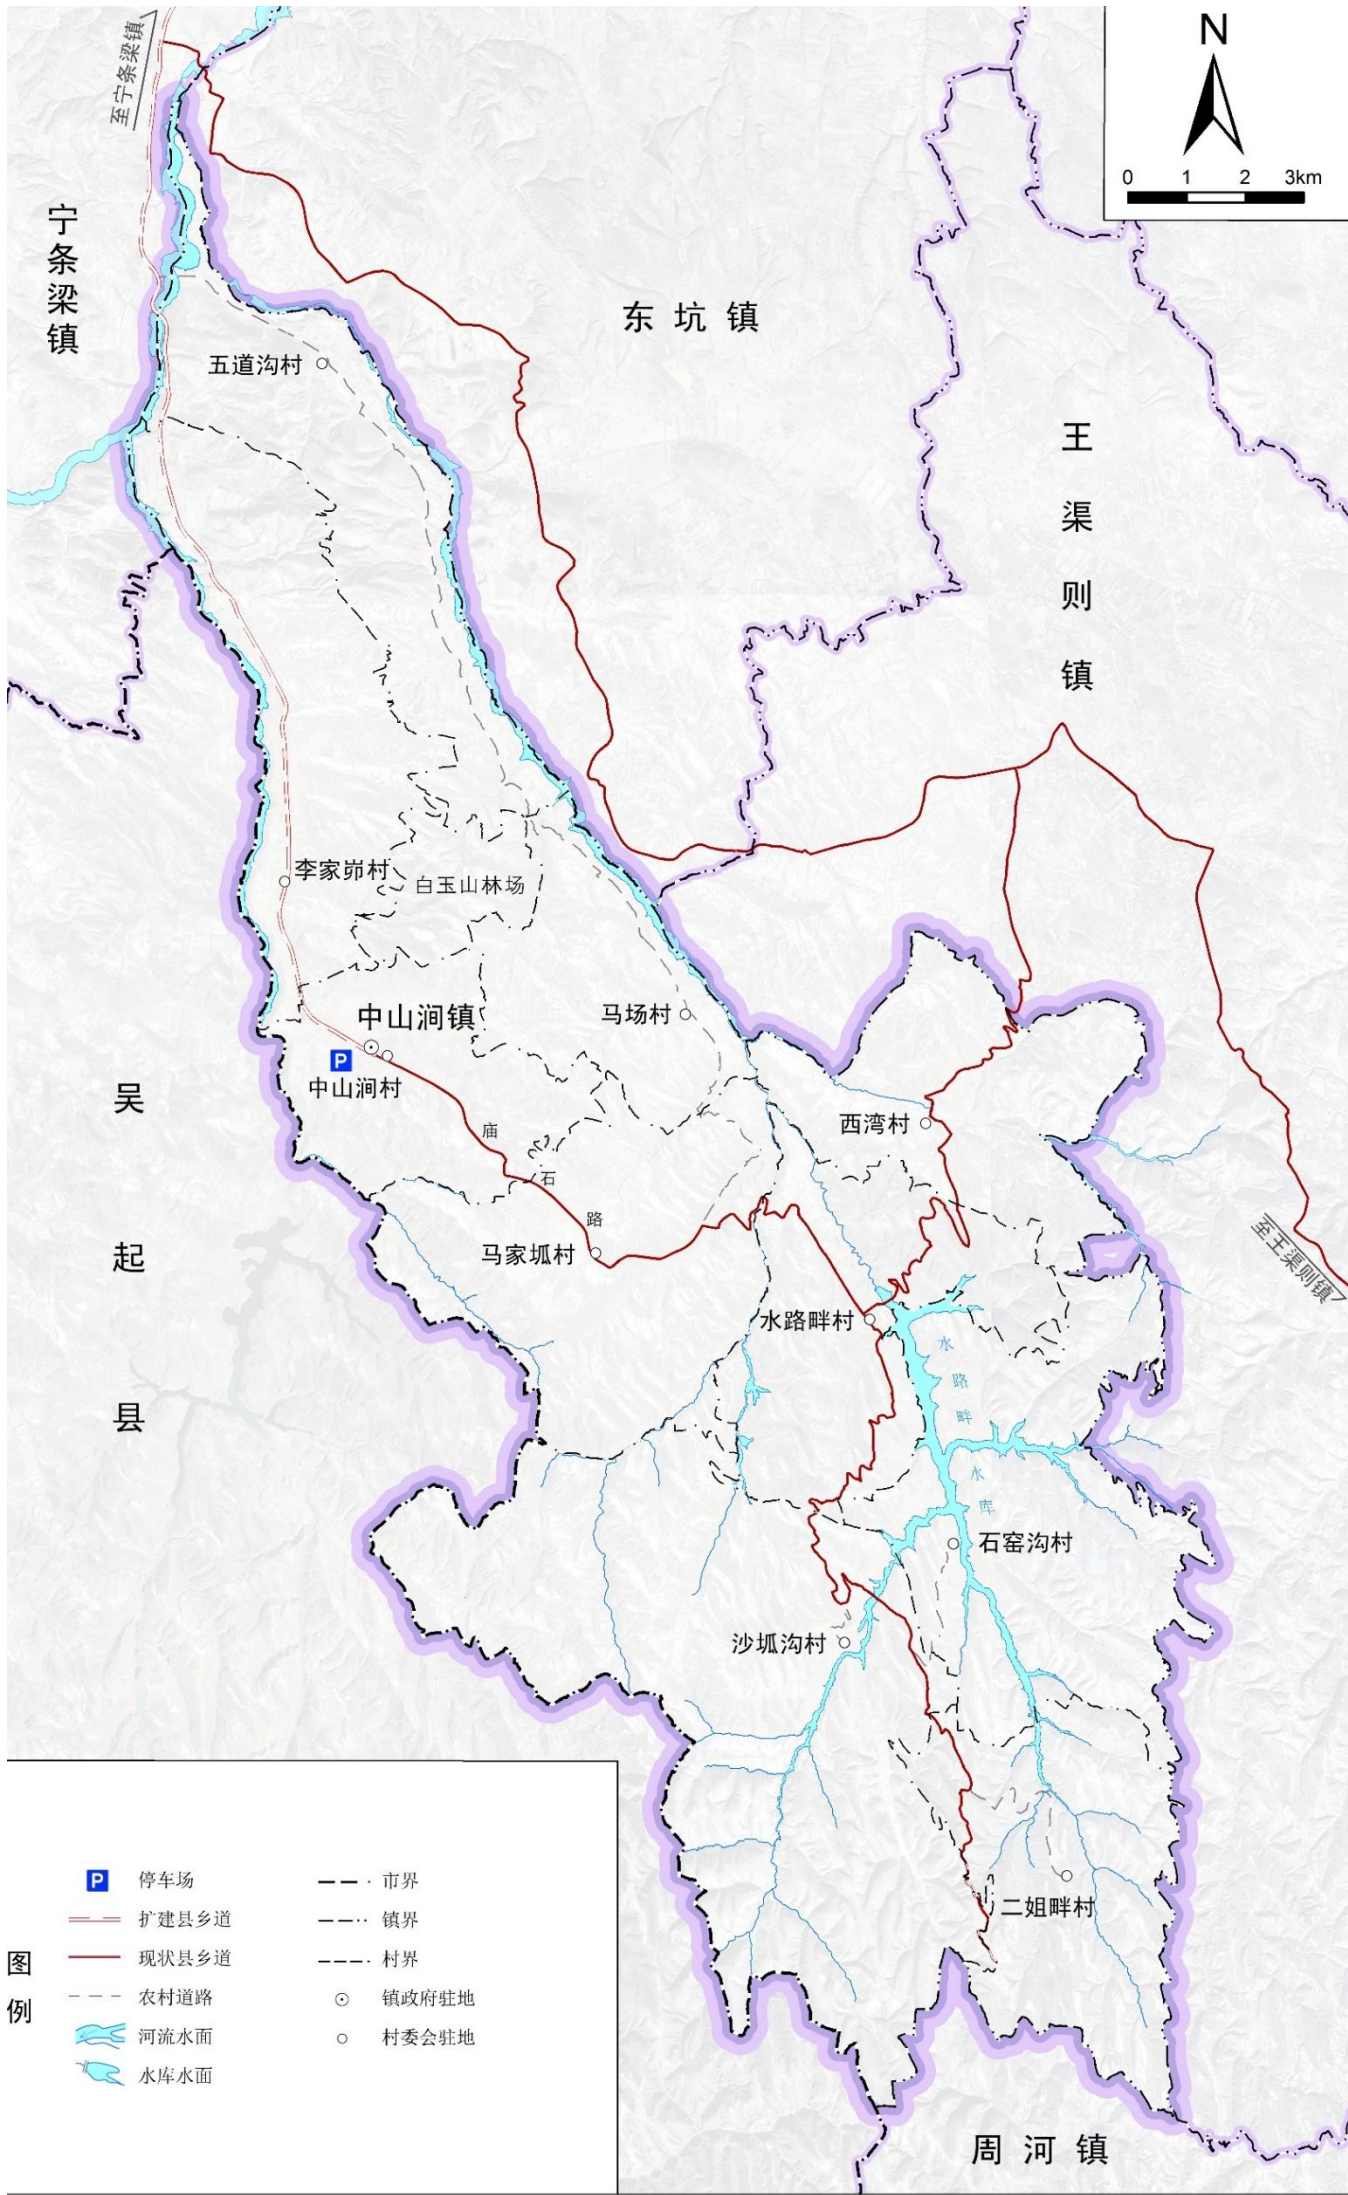 N
0 1 2 3km
至宁条梁镇
宁条梁镇
东坑镇
五道沟村
王渠则镇
李家峁村
白玉山林场
中山涧镇
马场村
中山涧村
吴起县
西湾村
庙石路
马家坬村
至王渠则镇
水路畔村
水路畔水库
石窑沟村
沙坬沟村
二姐畔村
周河镇
图例
P 停车场
扩建县乡道
现状县乡道
农村道路
河流水面
水库水面
市界
镇界
村界
镇政府驻地
村委会驻地
P